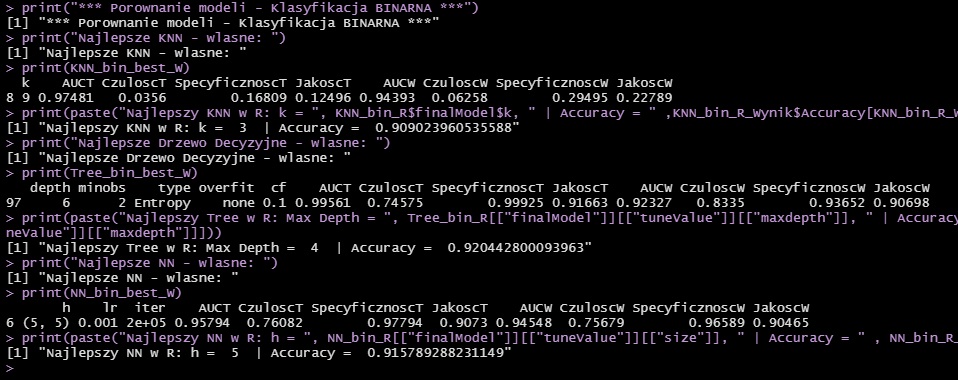 > print("*** Porownanie modeli - Klasyfikacja BINARNA ***")
[1] "*** Porownanie modeli - Klasyfikacja BINARNA ***"
> print("Najlepsze KNN - wlasne: ")
[1] "Najlepsze KNN - wlasne: "
> print(KNN_bin_best_W)
  k    AUCT CzuloscT SpecyficznoscT JakoscT    AUCW CzuloscW SpecyficznoscW JakoscW
8 9 0.97481   0.0356        0.16809 0.12496 0.94393  0.06258        0.29495 0.22789
> print(paste("Najlepszy KNN w R: k = ", KNN_bin_R$finalModel$k, " | Accuracy = " ,KNN_bin_R_Wynik$Accuracy[KNN_bin_R_W
[1] "Najlepszy KNN w R: k =  3  | Accuracy =  0.909023960535588"
> print("Najlepsze Drzewo Decyzyjne - wlasne: ")
[1] "Najlepsze Drzewo Decyzyjne - wlasne: "
> print(Tree_bin_best_W)
   depth minobs    type overfit  cf    AUCT CzuloscT SpecyficznoscT JakoscT    AUCW CzuloscW SpecyficznoscW JakoscW
97     6      2 Entropy    none 0.1 0.99561  0.74575        0.99925 0.91663 0.92327   0.8335        0.93652 0.90698
> print(paste("Najlepszy Tree w R: Max Depth = ", Tree_bin_R[["finalModel"]][["tuneValue"]][["maxdepth"]], " | Accurac
neValue"]][["maxdepth"]]]))
[1] "Najlepszy Tree w R: Max Depth =  4  | Accuracy =  0.920442800093963"
> print("Najlepsze NN - wlasne: ")
[1] "Najlepsze NN - wlasne: "
> print(NN_bin_best_W)
       h    lr  iter    AUCT CzuloscT SpecyficznoscT JakoscT    AUCW CzuloscW SpecyficznoscW JakoscW
6 (5, 5) 0.001 2e+05 0.95794  0.76082        0.97794  0.9073 0.94548  0.75679        0.96589 0.90465
> print(paste("Najlepszy NN w R: h = ", NN_bin_R[["finalModel"]][["tuneValue"]][["size"]], " | Accuracy = " , NN_bin_R_
[1] "Najlepszy NN w R: h =  5  | Accuracy =  0.915789288231149"
>